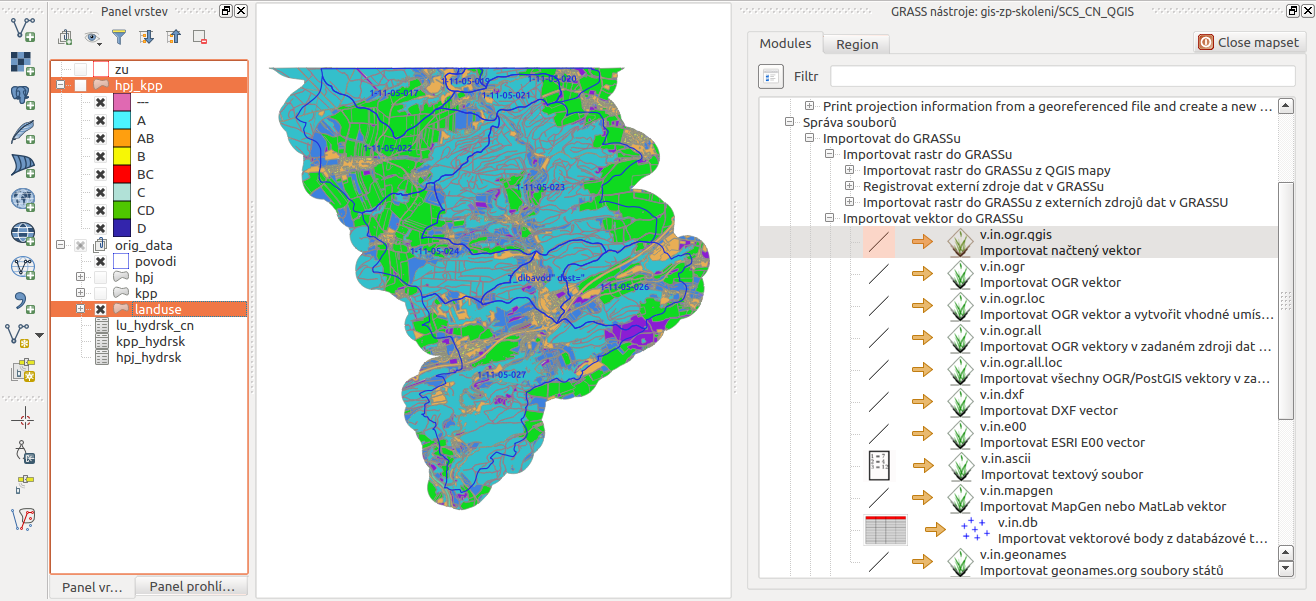 Panel vrstev
GRASS nástroje: gis-zp-skoleni/SCS_CN_QGIS
zu
hpj_kpp
---
A
AB
B
BC
C
CD
D
orig_data
povodi
hpj
kpp
landuse
lu_hydrsk_cn
kpp_hydrsk
hpj_hydrsk
Panel vr…
Panel prohlí…
1-11-05-019
1-11-05-020
1-11-05-017
1-11-05-021
1-11-05-022
1-11-05-023
1-11-05-024
_dibavod" dest="
1-11-05-026
1-11-05-027
Modules
Region
Close mapset
Filtr
Print projection information from a georeferenced file and create a new …
Správa souborů
Importovat do GRASSu
Importovat rastr do GRASSu
Importovat rastr do GRASSu z QGIS mapy
Registrovat externí zdroje dat v GRASSu
Importovat rastr do GRASSu z externích zdrojů dat v GRASSU
Importovat vektor do GRASSu
v.in.ogr.qgis
Importovat načtený vektor
v.in.ogr
Importovat OGR vektor
v.in.ogr.loc
Importovat OGR vektor a vytvořit vhodné umís…
v.in.ogr.all
Importovat OGR vektory v zadaném zdroji dat …
v.in.ogr.all.loc
Importovat všechny OGR/PostGIS vektory v za…
v.in.dxf
Importovat DXF vector
v.in.e00
Importovat ESRI E00 vector
v.in.ascii
Importovat textový soubor
v.in.mapgen
Importovat MapGen nebo MatLab vektor
v.in.db
Importovat vektorové body z databázové t…
v.in.geonames
Importovat geonames.org soubory států